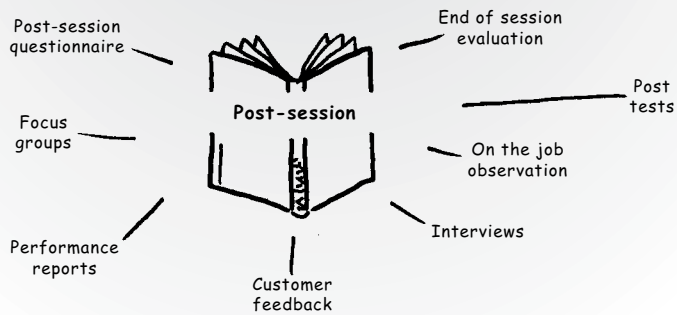 Post-session
questionnaire
End of session
evaluation
Post-session
Post
tests
Focus
groups
On the job
observation
Performance
reports
Interviews
Customer
feedback